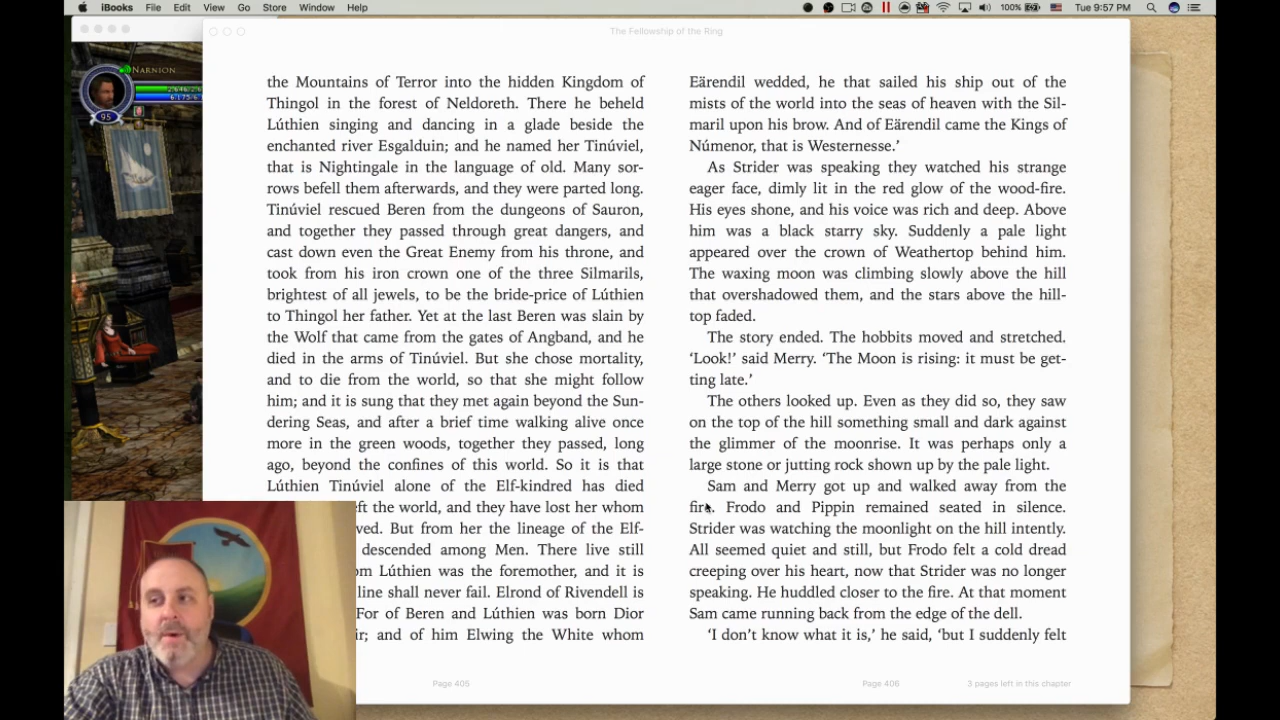 iBooks File Edit View Go Store Window Help 100% Tue 9:57 PM
The Fellowship of the Ring
NARNION
95
the Mountains of Terror into the hidden Kingdom of
Thingol in the forest of Neldoreth. There he beheld
Lúthien singing and dancing in a glade beside the
enchanted river Esgalduin; and he named her Tinúviel,
that is Nightingale in the language of old. Many sor-
rows befell them afterwards, and they were parted long.
Tinúviel rescued Beren from the dungeons of Sauron,
and together they passed through great dangers, and
cast down even the Great Enemy from his throne, and
took from his iron crown one of the three Silmarils,
brightest of all jewels, to be the bride-price of Lúthien
to Thingol her father. Yet at the last Beren was slain by
the Wolf that came from the gates of Angband, and he
died in the arms of Tinúviel. But she chose mortality,
and to die from the world, so that she might follow
him; and it is sung that they met again beyond the Sun-
dering Seas, and after a brief time walking alive once
more in the green woods, together they passed, long
ago, beyond the confines of this world. So it is that
Lúthien Tinúviel alone of the Elf-kindred has died
ft the world, and they have lost her whom
ved. But from her the lineage of the Elf-
descended among Men. There live still
om Lúthien was the foremother, and it is
line shall never fail. Elrond of Rivendell is
For of Beren and Lúthien was born Dior
ir; and of him Elwing the White whom
Page 405
Eärendil wedded, he that sailed his ship out of the
mists of the world into the seas of heaven with the Sil-
maril upon his brow. And of Eärendil came the Kings of
Númenor, that is Westernesse.’
As Strider was speaking they watched his strange
eager face, dimly lit in the red glow of the wood-fire.
His eyes shone, and his voice was rich and deep. Above
him was a black starry sky. Suddenly a pale light
appeared over the crown of Weathertop behind him.
The waxing moon was climbing slowly above the hill
that overshadowed them, and the stars above the hill-
top faded.
The story ended. The hobbits moved and stretched.
‘Look!’ said Merry. ‘The Moon is rising: it must be get-
ting late.’
The others looked up. Even as they did so, they saw
on the top of the hill something small and dark against
the glimmer of the moonrise. It was perhaps only a
large stone or jutting rock shown up by the pale light.
Sam and Merry got up and walked away from the
fire. Frodo and Pippin remained seated in silence.
Strider was watching the moonlight on the hill intently.
All seemed quiet and still, but Frodo felt a cold dread
creeping over his heart, now that Strider was no longer
speaking. He huddled closer to the fire. At that moment
Sam came running back from the edge of the dell.
‘I don’t know what it is,’ he said, ‘but I suddenly felt
Page 406 3 pages left in this chapter